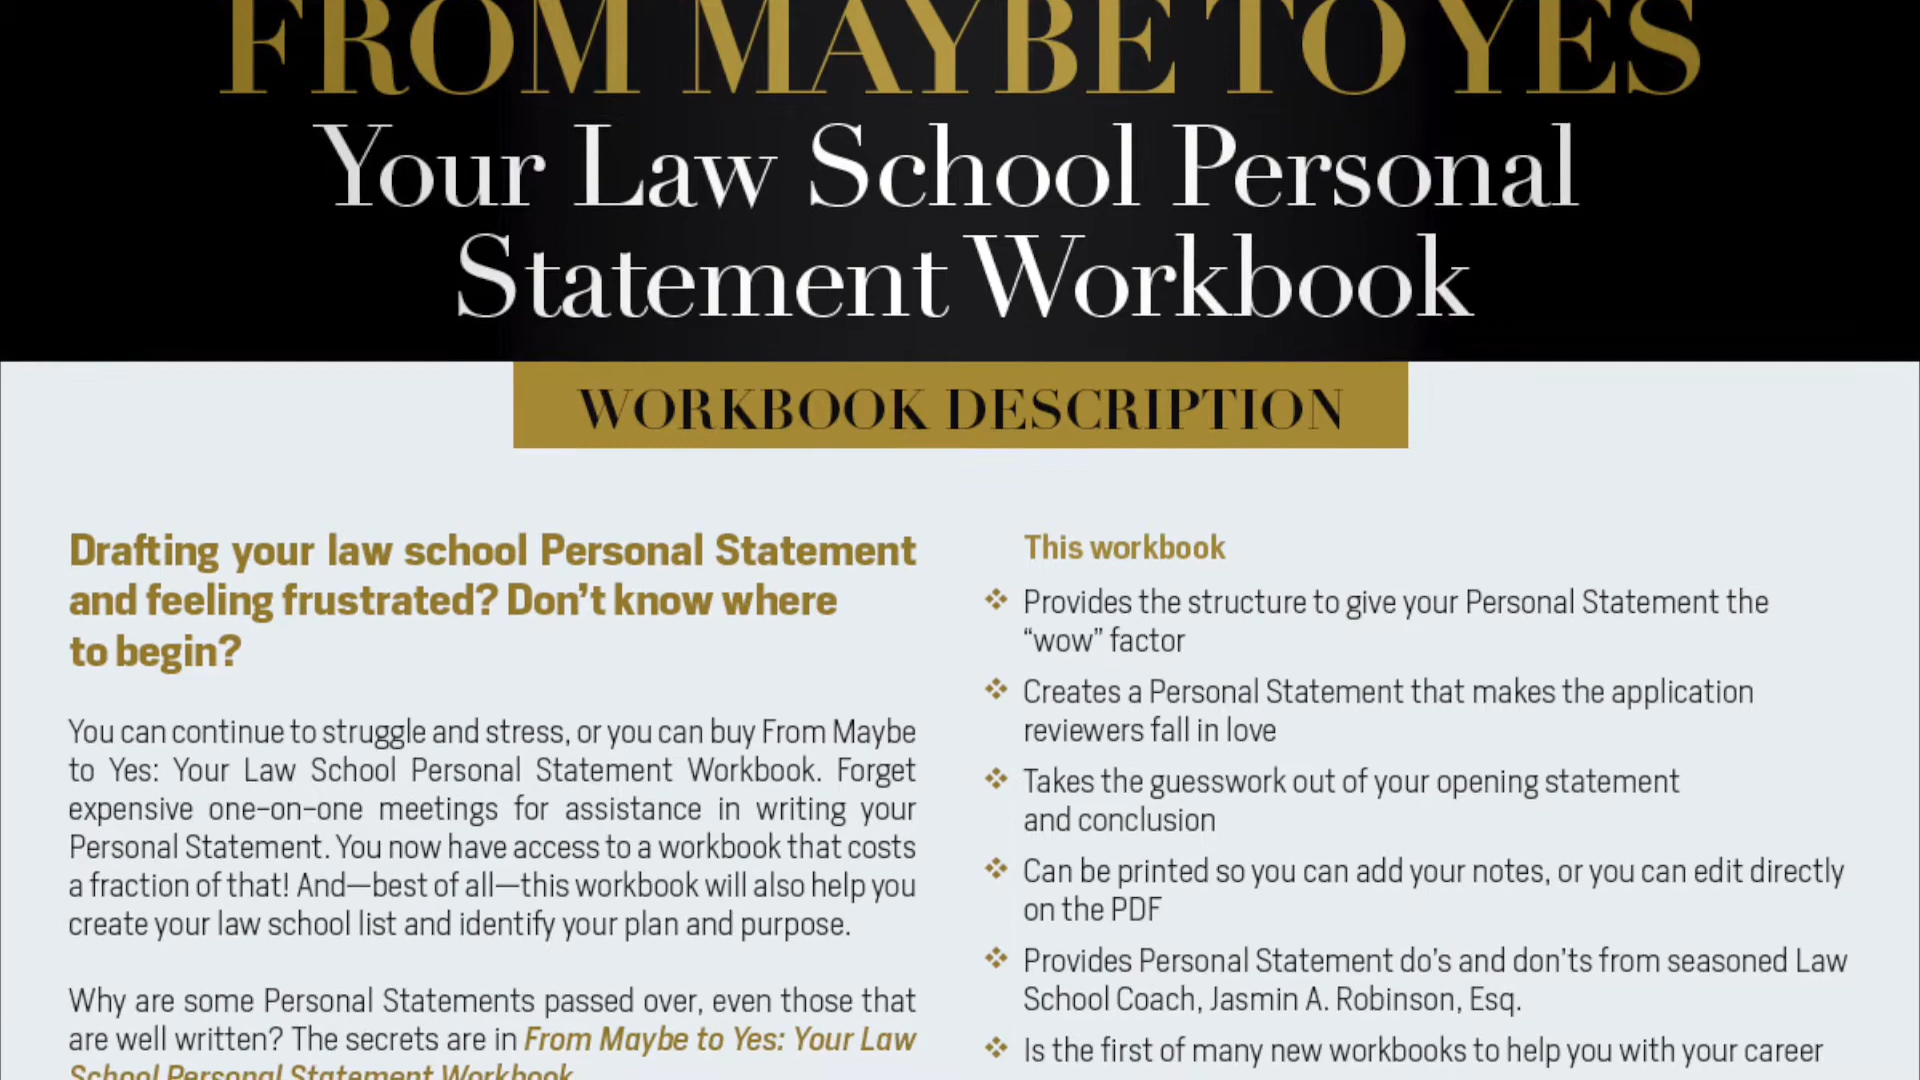 FROM MAYBE TO YES
Your Law School Personal
Statement Workbook
WORKBOOK DESCRIPTION
Drafting your law school Personal Statement
and feeling frustrated? Don’t know where
to begin?
You can continue to struggle and stress, or you can buy From Maybe
to Yes: Your Law School Personal Statement Workbook. Forget
expensive one–on–one meetings for assistance in writing your
Personal Statement. You now have access to a workbook that costs
a fraction of that! And—best of all—this workbook will also help you
create your law school list and identify your plan and purpose.
Why are some Personal Statements passed over, even those that
are well written? The secrets are in From Maybe to Yes: Your Law
School Personal Statement Workbook.
This workbook
Provides the structure to give your Personal Statement the
“wow” factor
Creates a Personal Statement that makes the application
reviewers fall in love
Takes the guesswork out of your opening statement
and conclusion
Can be printed so you can add your notes, or you can edit directly
on the PDF
Provides Personal Statement do’s and don’ts from seasoned Law
School Coach, Jasmin A. Robinson, Esq.
Is the first of many new workbooks to help you with your career